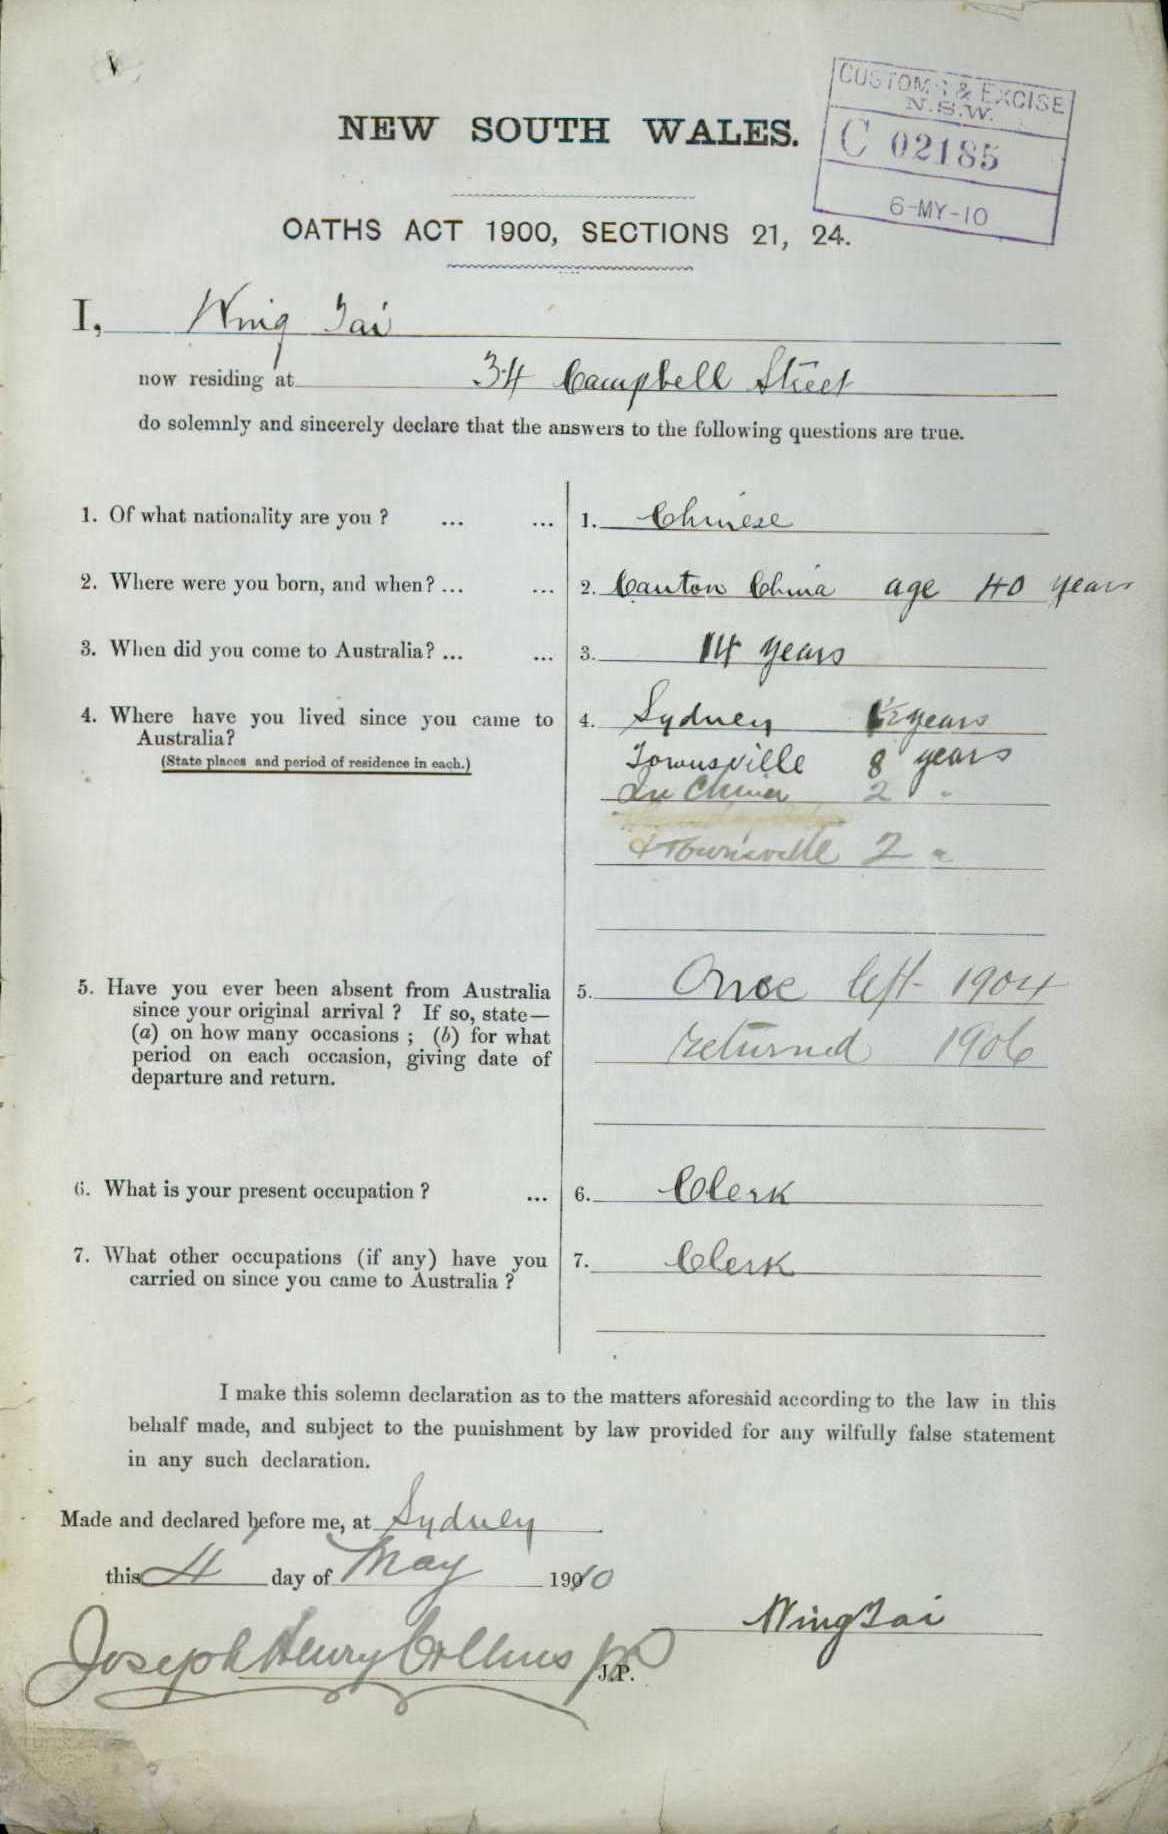 CUSTOMS & EXCISE
N.S.W.
C 02185
6-MY-10
NEW SOUTH WALES.
OATHS ACT 1900, SECTIONS 21, 24.
I, Wing Tai
now residing at 34 Campbell Street
do solemnly and sincerely declare that the answers to the following questions are true.
1. Of what nationality are you ? ... ... 1. Chinese
2. Where were you born, and when? ... ... 2. Canton China age 40 years
3. When did you come to Australia? ... ... 3. 14 years
4. Where have you lived since you came to 4. Sydney 1½ years
Australia?
(State places and period of residence in each.) Townsville 8 years
In China 2 "
& Townsville 2 "
5. Have you ever been absent from Australia 5. Once left 1904
since your original arrival ? If so, state—
(a) on how many occasions ; (b) for what returned 1906
period on each occasion, giving date of
departure and return.
6. What is your present occupation ? ... 6. Clerk
7. What other occupations (if any) have you 7. Clerk
carried on since you came to Australia ?
I make this solemn declaration as to the matters aforesaid according to the law in this
behalf made, and subject to the punishment by law provided for any wilfully false statement
in any such declaration.
Made and declared before me, at Sydney
this 4 day of May 1910
Wing Tai
Joseph Henry Collins J.P.